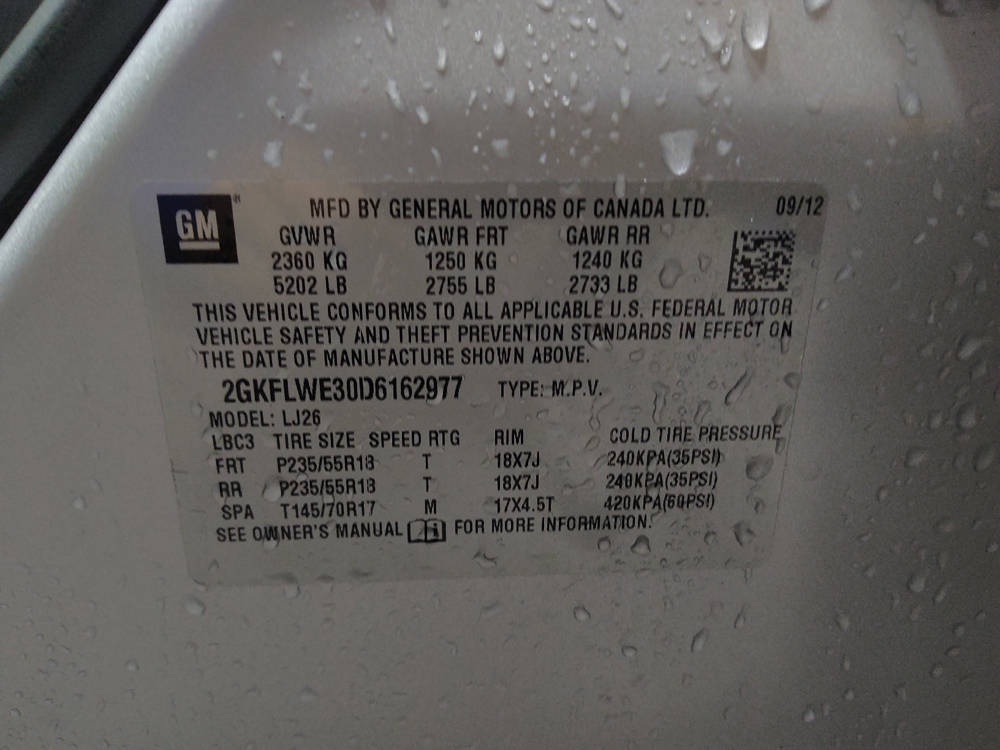 GM®
MFD BY GENERAL MOTORS OF CANADA LTD. 09/12
GVWR GAWR FRT GAWR RR
2360 KG 1250 KG 1240 KG
5202 LB 2755 LB 2733 LB
THIS VEHICLE CONFORMS TO ALL APPLICABLE U.S. FEDERAL MOTOR
VEHICLE SAFETY AND THEFT PREVENTION STANDARDS IN EFFECT ON
THE DATE OF MANUFACTURE SHOWN ABOVE.
2GKFLWE30D6162977 TYPE: M.P.V.
MODEL: LJ26
LBC3 TIRE SIZE SPEED RTG RIM COLD TIRE PRESSURE
FRT P235/55R18 T 18X7J 240KPA(35PSI)
RR P235/55R18 T 18X7J 240KPA(35PSI)
SPA T145/70R17 M 17X4.5T 420KPA(60PSI)
SEE OWNER'S MANUAL FOR MORE INFORMATION.